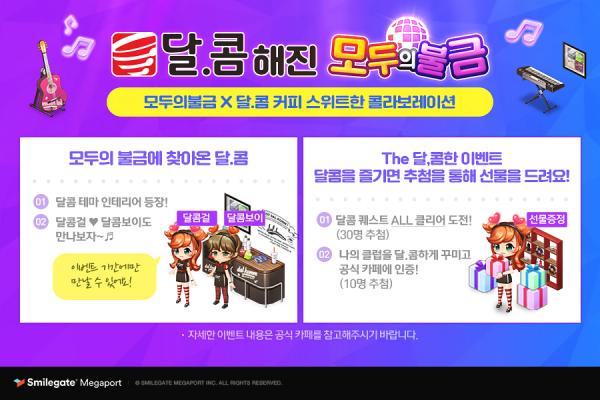 달.콤 해진 모두의불금
모두의불금 X 달.콤 커피 스위트한 콜라보레이션
모두의 불금에 찾아온 달.콤
01 달콤 테마 인테리어 등장!
02 달콤걸 ♥ 달콤보이도
만나보자~♬
이벤트 기간에만
만날 수 있어요!
달콤걸
달콤보이
The 달.콤한 이벤트
달콤을 즐기면 추첨을 통해 선물을 드려요!
01 달콤 퀘스트 ALL 클리어 도전!
(30명 추첨)
02 나의 클럽을 달.콤하게 꾸미고
공식 카페에 인증!
(10명 추첨)
선물증정
· 자세한 이벤트 내용은 공식 카페를 참고해주시기 바랍니다.
Smilegate Megaport
© SMILEGATE MEGAPORT INC. ALL RIGHTS RESERVED.